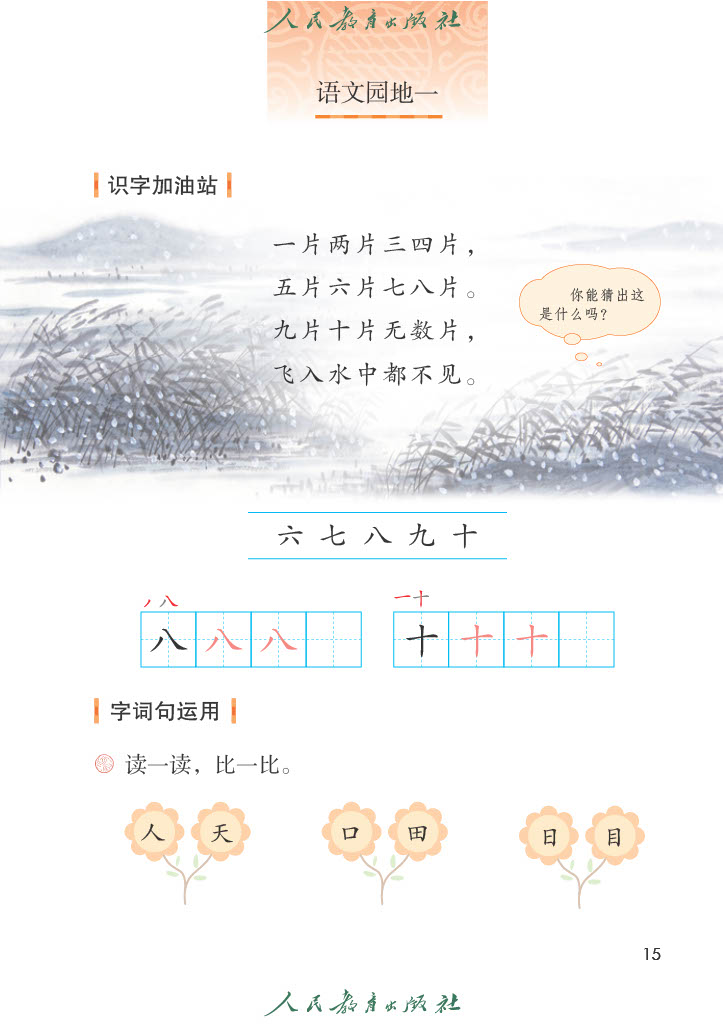 人民教育出版社
语文园地一
识字加油站
一片两片三四片，
五片六片七八片。
九片十片无数片，
飞入水中都不见。
你能猜出这
是什么吗？
六 七 八 九 十
丿 八
八 八 八
一 十
十 十 十
字词句运用
读一读，比一比。
人 天 口 田 日 目
15
人民教育出版社